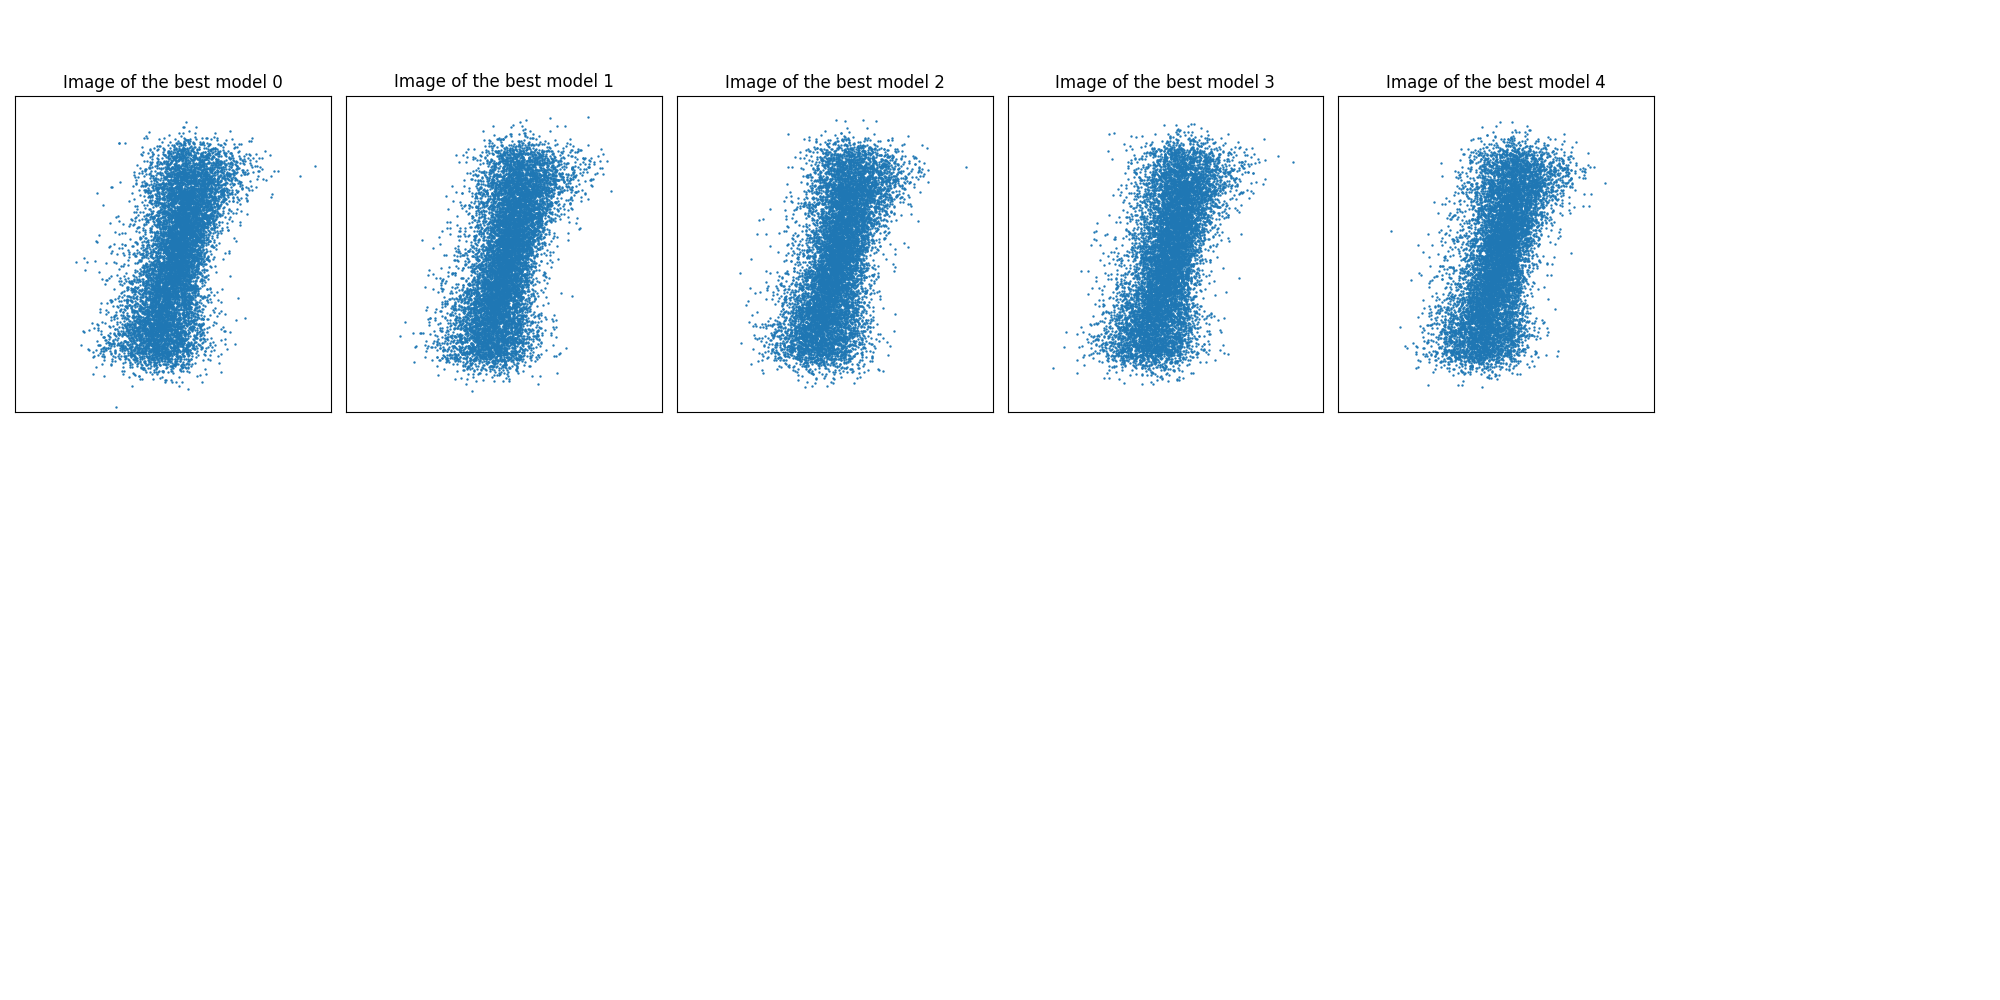 Image of the best model 0
Image of the best model 1
Image of the best model 2
Image of the best model 3
Image of the best model 4